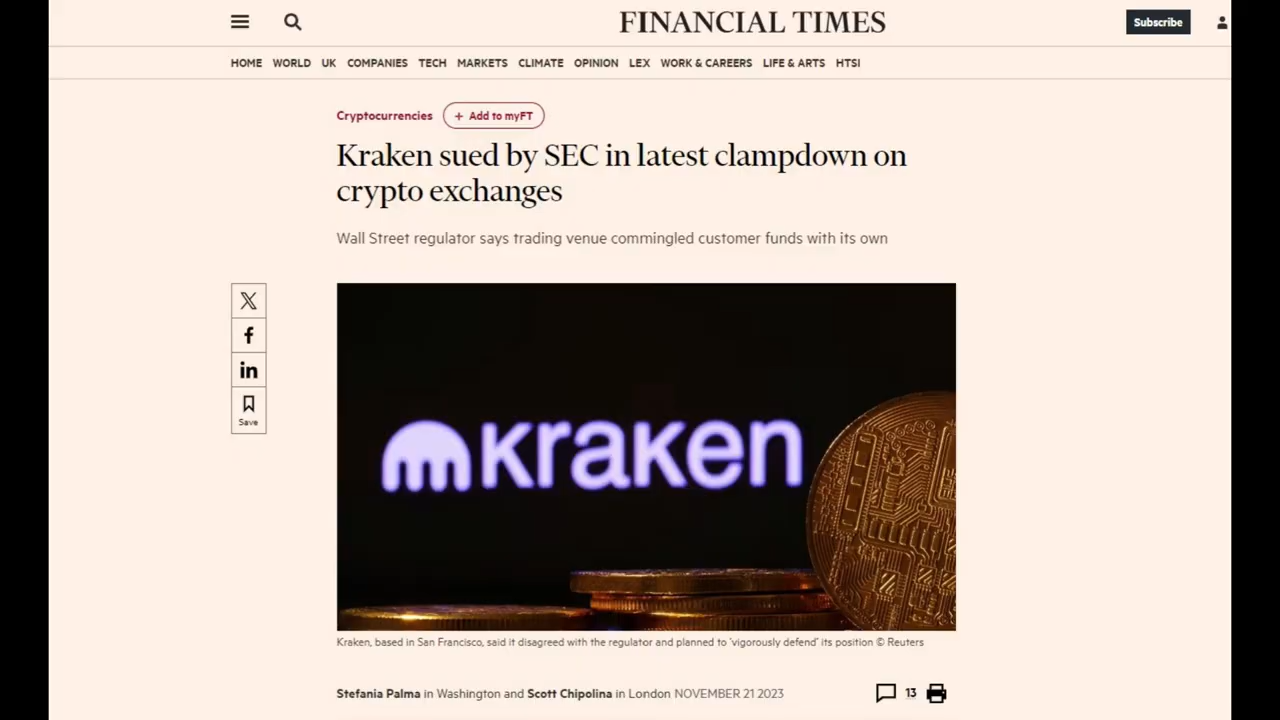 FINANCIAL TIMES
Subscribe
HOME WORLD UK COMPANIES TECH MARKETS CLIMATE OPINION LEX WORK & CAREERS LIFE & ARTS HTSI
Cryptocurrencies + Add to myFT
Kraken sued by SEC in latest clampdown on
crypto exchanges
Wall Street regulator says trading venue commingled customer funds with its own
X
f
in
Save
kraken
Kraken, based in San Francisco, said it disagreed with the regulator and planned to 'vigorously defend' its position © Reuters
Stefania Palma in Washington and Scott Chipolina in London NOVEMBER 21 2023
13